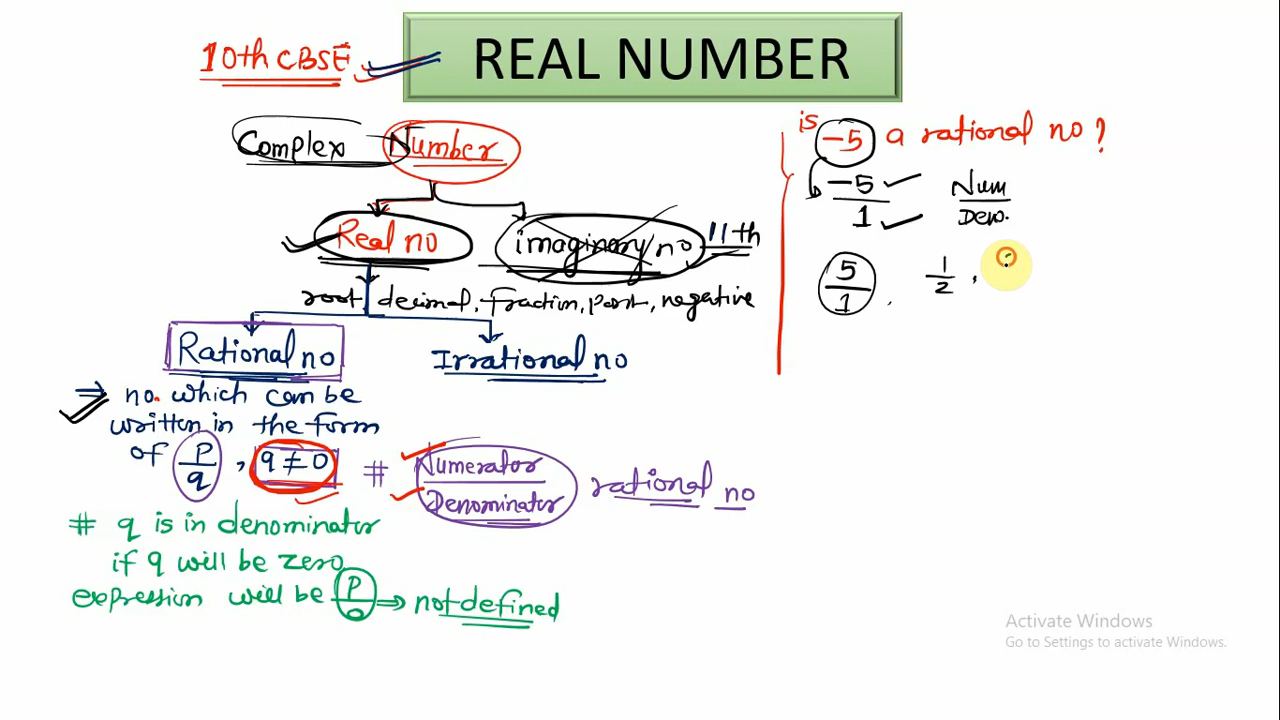 10th CBSE
REAL NUMBER
Complex Number
Real no imaginary no 11th
root, decimal, fraction, post, negative
Rational no Irrational no
⇒ no. which can be
written in the form
of p/q, q ≠ 0 # Numerator/Denominator rational no
# q is in denominator
if q will be zero
expression will be P/0 ⇒ not defined
is -5 a rational no?
-5/1 Num/Deno.
5/1, 1/2,
Activate Windows
Go to Settings to activate Windows.